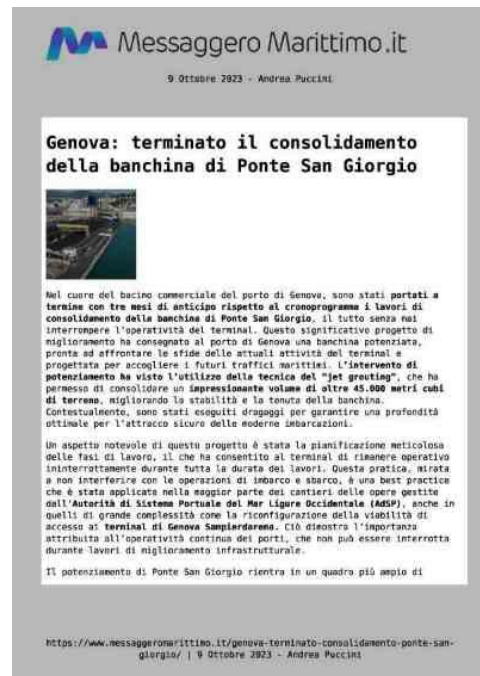 Messaggero Marittimo.it
9 Ottobre 2023 - Andrea Puccini
Genova: terminato il consolidamento
della banchina di Ponte San Giorgio
Nel cuore del bacino commerciale del porto di Genova, sono stati portati a
termine con tre mesi di anticipo rispetto al cronoprogramma i lavori di
consolidamento della banchina di Ponte San Giorgio, il tutto senza mai
interrompere l'operatività del terminal. Questo significativo progetto di
miglioramento ha consegnato al porto di Genova una banchina potenziata,
pronta ad affrontare le sfide delle attuali attività del terminal e
progettata per accogliere i futuri traffici marittimi. L'intervento di
potenziamento ha visto l'utilizzo della tecnica del "jet grouting", che ha
permesso di consolidare un impressionante volume di oltre 45.000 metri cubi
di terreno, migliorando la stabilità e la tenuta della banchina.
Contestualmente, sono stati eseguiti dragaggi per garantire una profondità
ottimale per l'attracco sicuro delle moderne imbarcazioni.
Un aspetto notevole di questo progetto è stata la pianificazione meticolosa
delle fasi di lavoro, il che ha consentito al terminal di rimanere operativo
ininterrottamente durante tutta la durata dei lavori. Questa pratica, mirata
a non interferire con le operazioni di imbarco e sbarco, è una best practice
che è stata applicata nella maggior parte dei cantieri delle opere gestite
dall'Autorità di Sistema Portuale del Mar Ligure Occidentale (AdSP), anche in
quelli di grande complessità come la riconfigurazione della viabilità di
accesso ai terminal di Genova Sampierdarena. Ciò dimostra l'importanza
attribuita all'operatività continua dei porti, che non può essere interrotta
durante lavori di miglioramento infrastrutturale.
Il potenziamento di Ponte San Giorgio rientra in un quadro più ampio di
https://www.messaggeromarittimo.it/genova-terminato-consolidamento-ponte-san-
giorgio/ | 9 Ottobre 2023 - Andrea Puccini